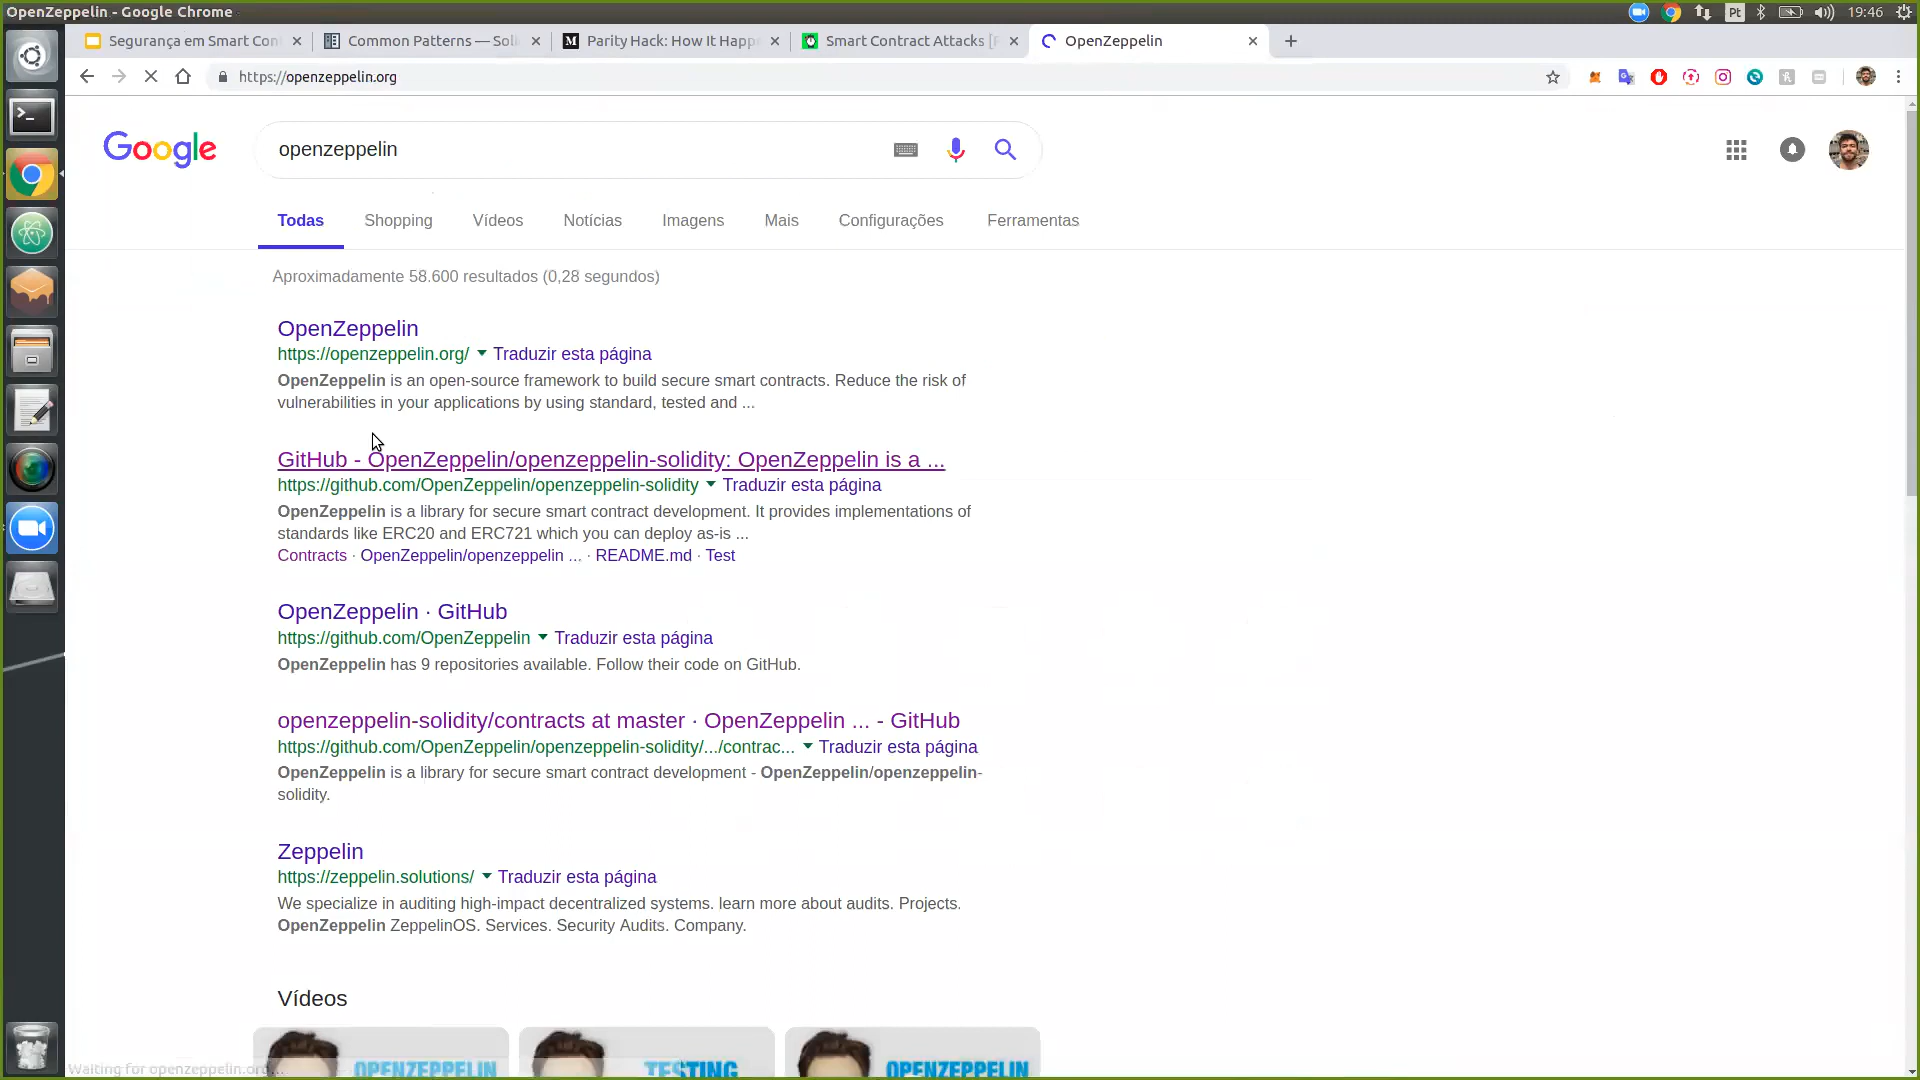 OpenZeppelin - Google Chrome
Pt
19:46
Segurança em Smart Con
Common Patterns — Soli
Parity Hack: How It Happ
Smart Contract Attacks [
OpenZeppelin
https://openzeppelin.org
Google
openzeppelin
Todas Shopping Vídeos Notícias Imagens Mais Configurações Ferramentas
Aproximadamente 58.600 resultados (0,28 segundos)
OpenZeppelin
https://openzeppelin.org/ Traduzir esta página
OpenZeppelin is an open-source framework to build secure smart contracts. Reduce the risk of
vulnerabilities in your applications by using standard, tested and ...
GitHub - OpenZeppelin/openzeppelin-solidity: OpenZeppelin is a ...
https://github.com/OpenZeppelin/openzeppelin-solidity Traduzir esta página
OpenZeppelin is a library for secure smart contract development. It provides implementations of
standards like ERC20 and ERC721 which you can deploy as-is ...
Contracts · OpenZeppelin/openzeppelin ... · README.md · Test
OpenZeppelin · GitHub
https://github.com/OpenZeppelin Traduzir esta página
OpenZeppelin has 9 repositories available. Follow their code on GitHub.
openzeppelin-solidity/contracts at master · OpenZeppelin ... - GitHub
https://github.com/OpenZeppelin/openzeppelin-solidity/.../contrac... Traduzir esta página
OpenZeppelin is a library for secure smart contract development - OpenZeppelin/openzeppelin-
solidity.
Zeppelin
https://zeppelin.solutions/ Traduzir esta página
We specialize in auditing high-impact decentralized systems. learn more about audits. Projects.
OpenZeppelin ZeppelinOS. Services. Security Audits. Company.
Vídeos
OPENZEPPELIN
TESTING
OPENZEPPELIN
Waiting for openzeppelin.org...